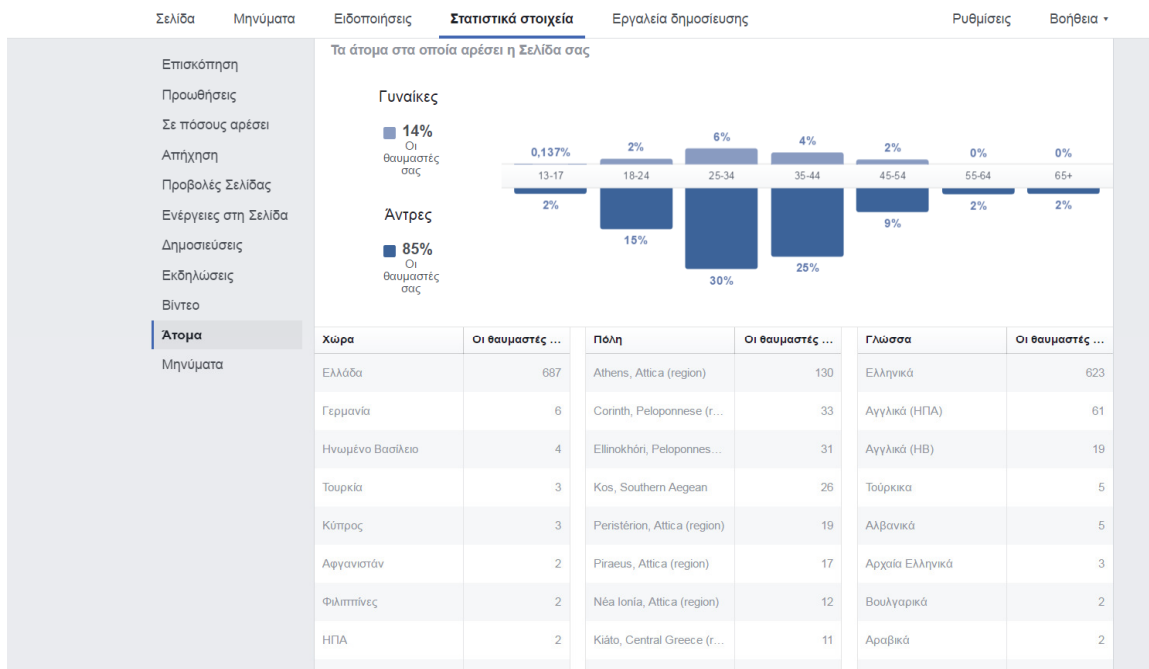 Σελίδα Μηνύματα Ειδοποιήσεις Στατιστικά στοιχεία Εργαλεία δημοσίευσης Ρυθμίσεις Βοήθεια
Επισκόπηση
Προωθήσεις
Σε πόσους αρέσει
Απήχηση
Προβολές Σελίδας
Ενέργειες στη Σελίδα
Δημοσιεύσεις
Εκδηλώσεις
Βίντεο
Άτομα
Μηνύματα
Τα άτομα στα οποία αρέσει η Σελίδα σας
Γυναίκες
14%
Οι
θαυμαστές
σας
0,137% 2% 6% 4% 2% 0% 0%
13-17 18-24 25-34 35-44 45-54 55-64 65+
2% 15% 30% 25% 9% 2% 2%
Άντρες
85%
Οι
θαυμαστές
σας
Χώρα Οι θαυμαστές ... Πόλη Οι θαυμαστές ... Γλώσσα Οι θαυμαστές ...
Ελλάδα 687 Athens, Attica (region) 130 Ελληνικά 623
Γερμανία 6 Corinth, Peloponnese (r... 33 Αγγλικά (ΗΠΑ) 61
Ηνωμένο Βασίλειο 4 Ellinokhóri, Peloponnes... 31 Αγγλικά (ΗΒ) 19
Τουρκία 3 Kos, Southern Aegean 26 Τούρκικα 5
Κύπρος 3 Peristérion, Attica (region) 19 Αλβανικά 5
Αφγανιστάν 2 Piraeus, Attica (region) 17 Αρχαία Ελληνικά 3
Φιλιππίνες 2 Néa Ionía, Attica (region) 12 Βουλγαρικά 2
ΗΠΑ 2 Kiáto, Central Greece (r... 11 Αραβικά 2